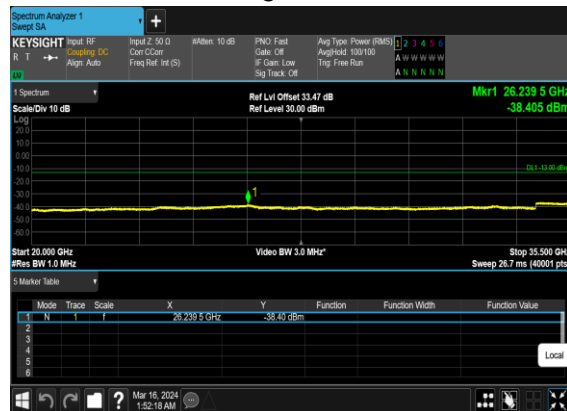 Spectrum Analyzer 1
Swept SA
+
KEYSIGHT Input: RF Input Z: 50 Ω #Atten: 10 dB PNO: Fast Avg Type: Power (RMS) 1 2 3 4 5 6
R T Coupling: DC Corr CCorr Gate: Off Avg|Hold: 100/100 A W W W W W
Align: Auto Freq Ref: Int (S) IF Gain: Low Trig: Free Run
LW Sig Track: Off A N N N N N
1 Spectrum Ref Lvl Offset 33.47 dB Mkr1 26.239 5 GHz
Scale/Div 10 dB Ref Level 30.00 dBm -38.405 dBm
Log
20.0
10.0
0.00
-10.0 DL1 -13.00 dBm
-20.0
-30.0 1
-40.0
-50.0
-60.0
Start 20.000 GHz Video BW 3.0 MHz* Stop 35.500 GHz
#Res BW 1.0 MHz Sweep 26.7 ms (40001 pts)
5 Marker Table
Mode Trace Scale X Y Function Function Width Function Value
1 N 1 f 26.239 5 GHz -38.40 dBm
2
3
4
5
6
Local
? Mar 16, 2024
1:52:18 AM